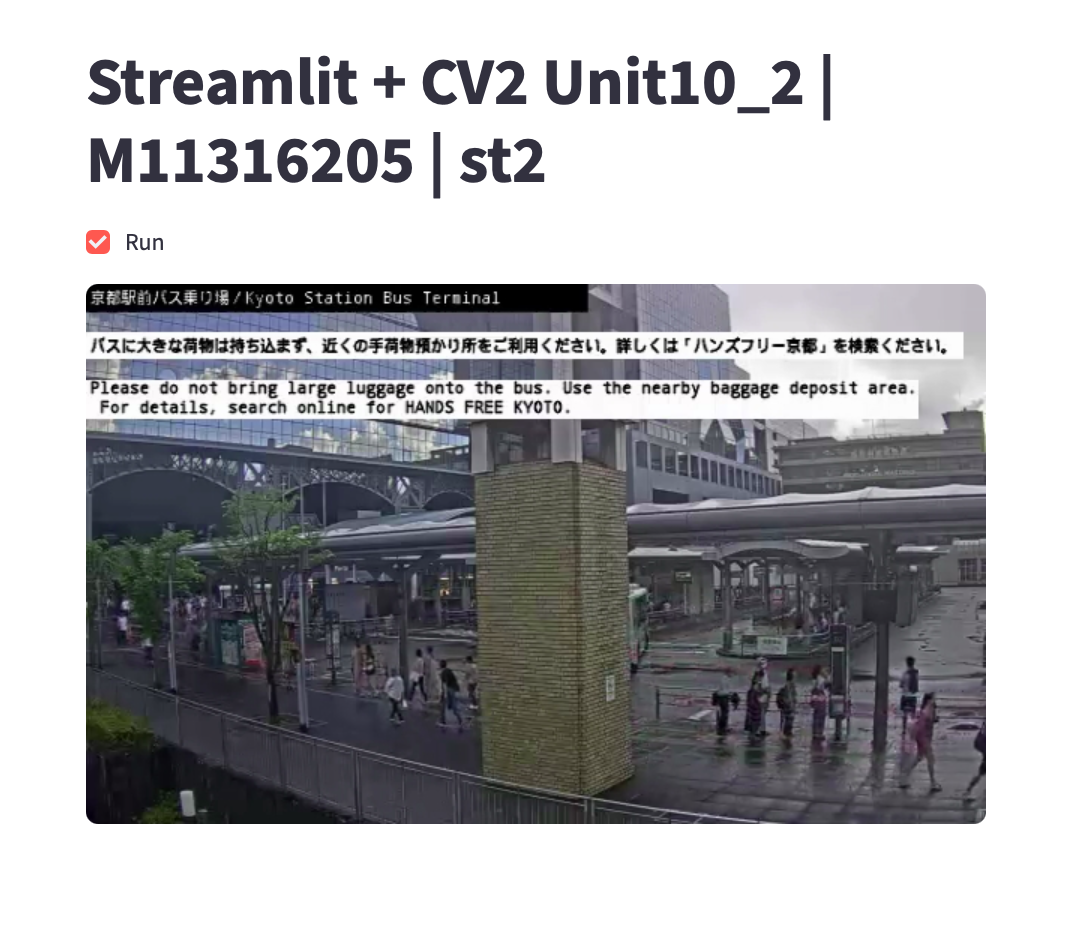 Streamlit + CV2 Unit10_2 |
M11316205 | st2
Run
京都駅前バス乗り場/Kyoto Station Bus Terminal
バスに大きな荷物は持ち込まず、近くの手荷物預かり所をご利用ください。詳しくは「ハンズフリー京都」を検索ください。
Please do not bring large luggage onto the bus. Use the nearby baggage deposit area.
For details, search online for HANDS FREE KYOTO.